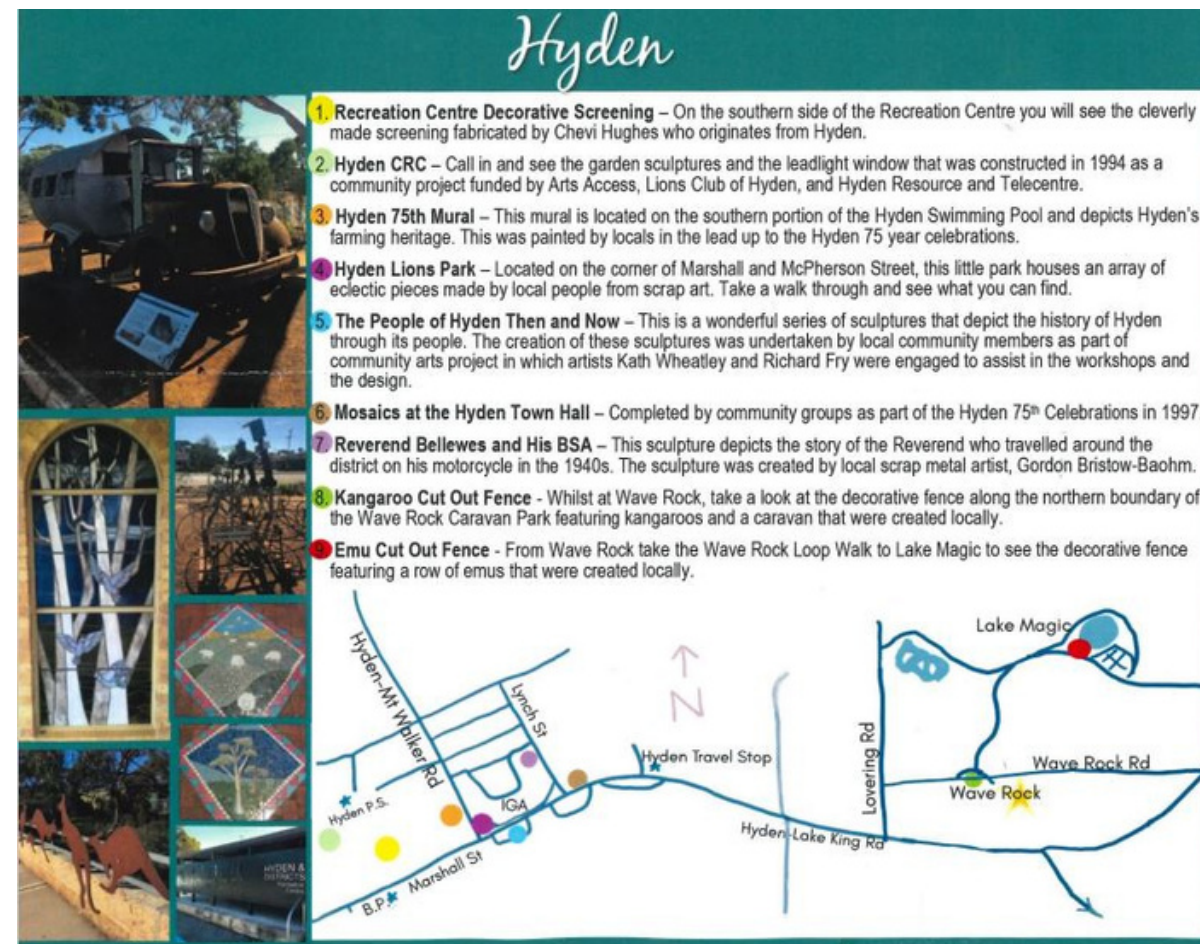 Hyden
1. Recreation Centre Decorative Screening – On the southern side of the Recreation Centre you will see the cleverly
made screening fabricated by Chevi Hughes who originates from Hyden.
2. Hyden CRC – Call in and see the garden sculptures and the leadlight window that was constructed in 1994 as a
community project funded by Arts Access, Lions Club of Hyden, and Hyden Resource and Telecentre.
3. Hyden 75th Mural – This mural is located on the southern portion of the Hyden Swimming Pool and depicts Hyden's
farming heritage. This was painted by locals in the lead up to the Hyden 75 year celebrations.
4. Hyden Lions Park – Located on the corner of Marshall and McPherson Street, this little park houses an array of
eclectic pieces made by local people from scrap art. Take a walk through and see what you can find.
5. The People of Hyden Then and Now – This is a wonderful series of sculptures that depict the history of Hyden
through its people. The creation of these sculptures was undertaken by local community members as part of
community arts project in which artists Kath Wheatley and Richard Fry were engaged to assist in the workshops and
the design.
6. Mosaics at the Hyden Town Hall – Completed by community groups as part of the Hyden 75th Celebrations in 1997
7. Reverend Bellewes and His BSA – This sculpture depicts the story of the Reverend who travelled around the
district on his motorcycle in the 1940s. The sculpture was created by local scrap metal artist, Gordon Bristow-Baohm.
8. Kangaroo Cut Out Fence - Whilst at Wave Rock, take a look at the decorative fence along the northern boundary of
the Wave Rock Caravan Park featuring kangaroos and a caravan that were created locally.
9. Emu Cut Out Fence - From Wave Rock take the Wave Rock Loop Walk to Lake Magic to see the decorative fence
featuring a row of emus that were created locally.
Lake Magic
Hyden-Mt Walker Rd
Lynch St
N
Hyden Travel Stop
Lovering Rd
Wave Rock Rd
Wave Rock
Hyden P.S.
IGA
Hyden-Lake King Rd
Marshall St
B.P.
HYDEN &
DISTRICTS